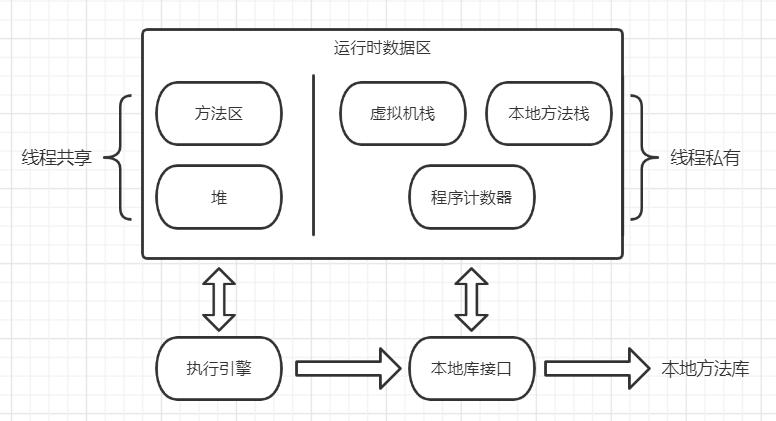 运行时数据区
方法区
虚拟机栈
本地方法栈
线程共享
线程私有
堆
程序计数器
执行引擎
本地库接口
本地方法库